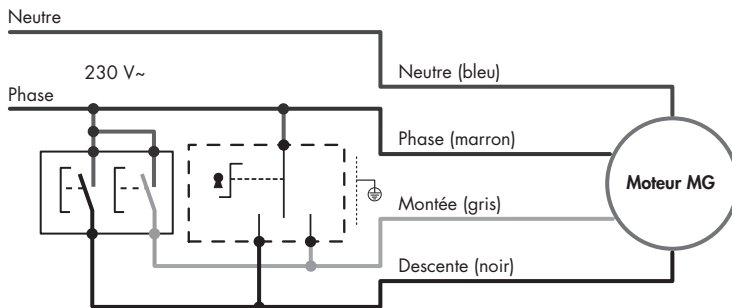 Neutre
230 V~
Neutre (bleu)
Phase
Phase (marron)
Moteur MG
Montée (gris)
Descente (noir)